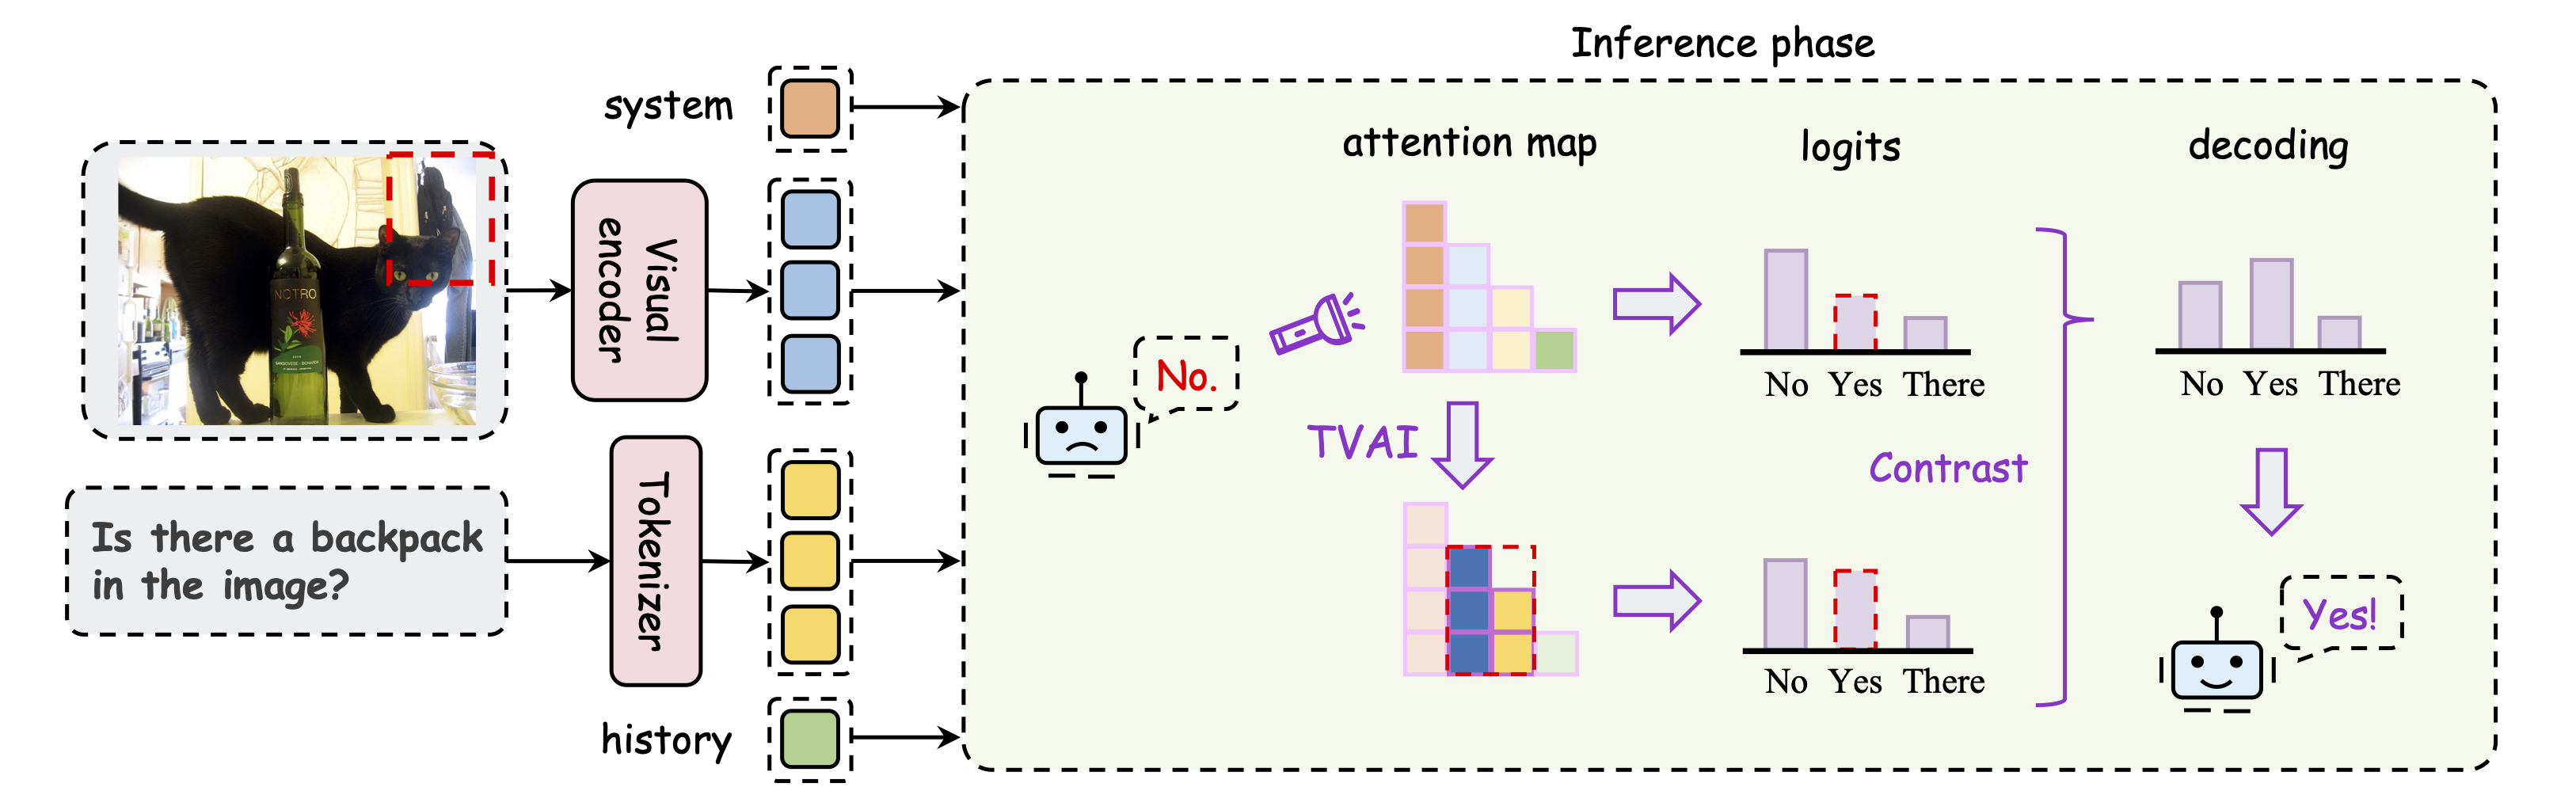 Inference phase
system
attention map
logits
decoding
Visual
encoder
NOTRO
No.
No Yes There
No Yes There
TVAI
Contrast
Is there a backpack
in the image?
Tokenizer
Yes!
No Yes There
history